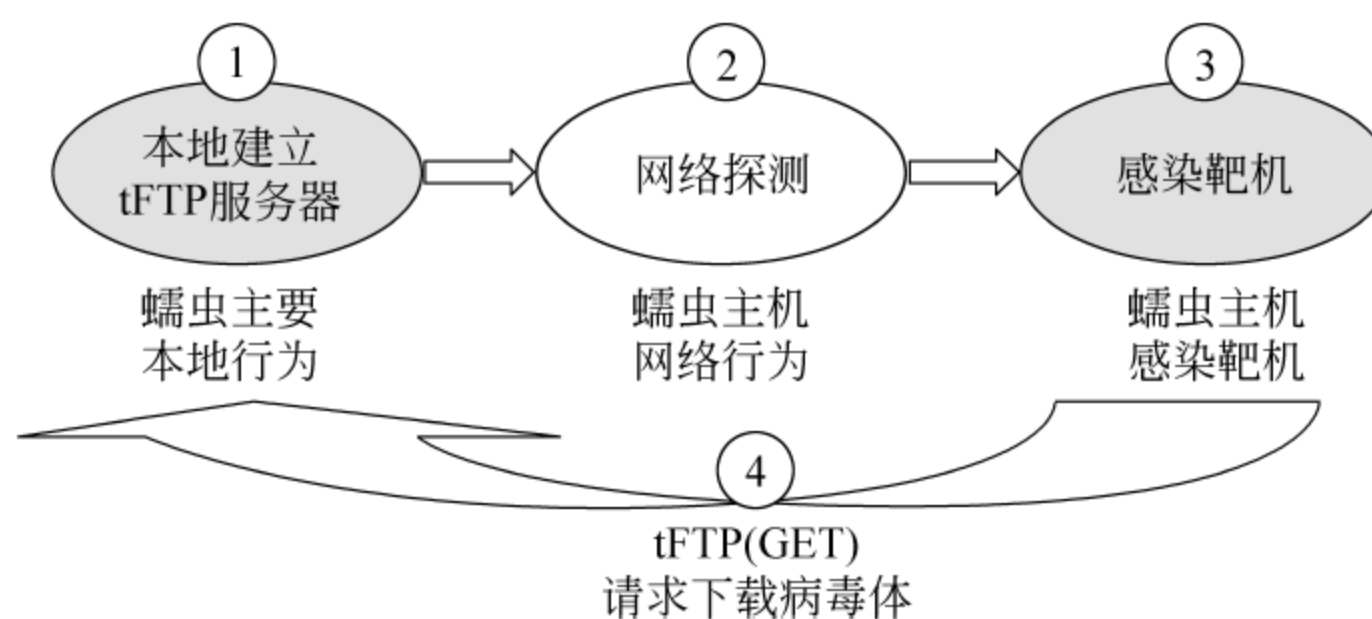 1
本地建立
tFTP服务器
蠕虫主要
本地行为
2
网络探测
蠕虫主机
网络行为
3
感染靶机
蠕虫主机
感染靶机
4
tFTP(GET)
请求下载病毒体